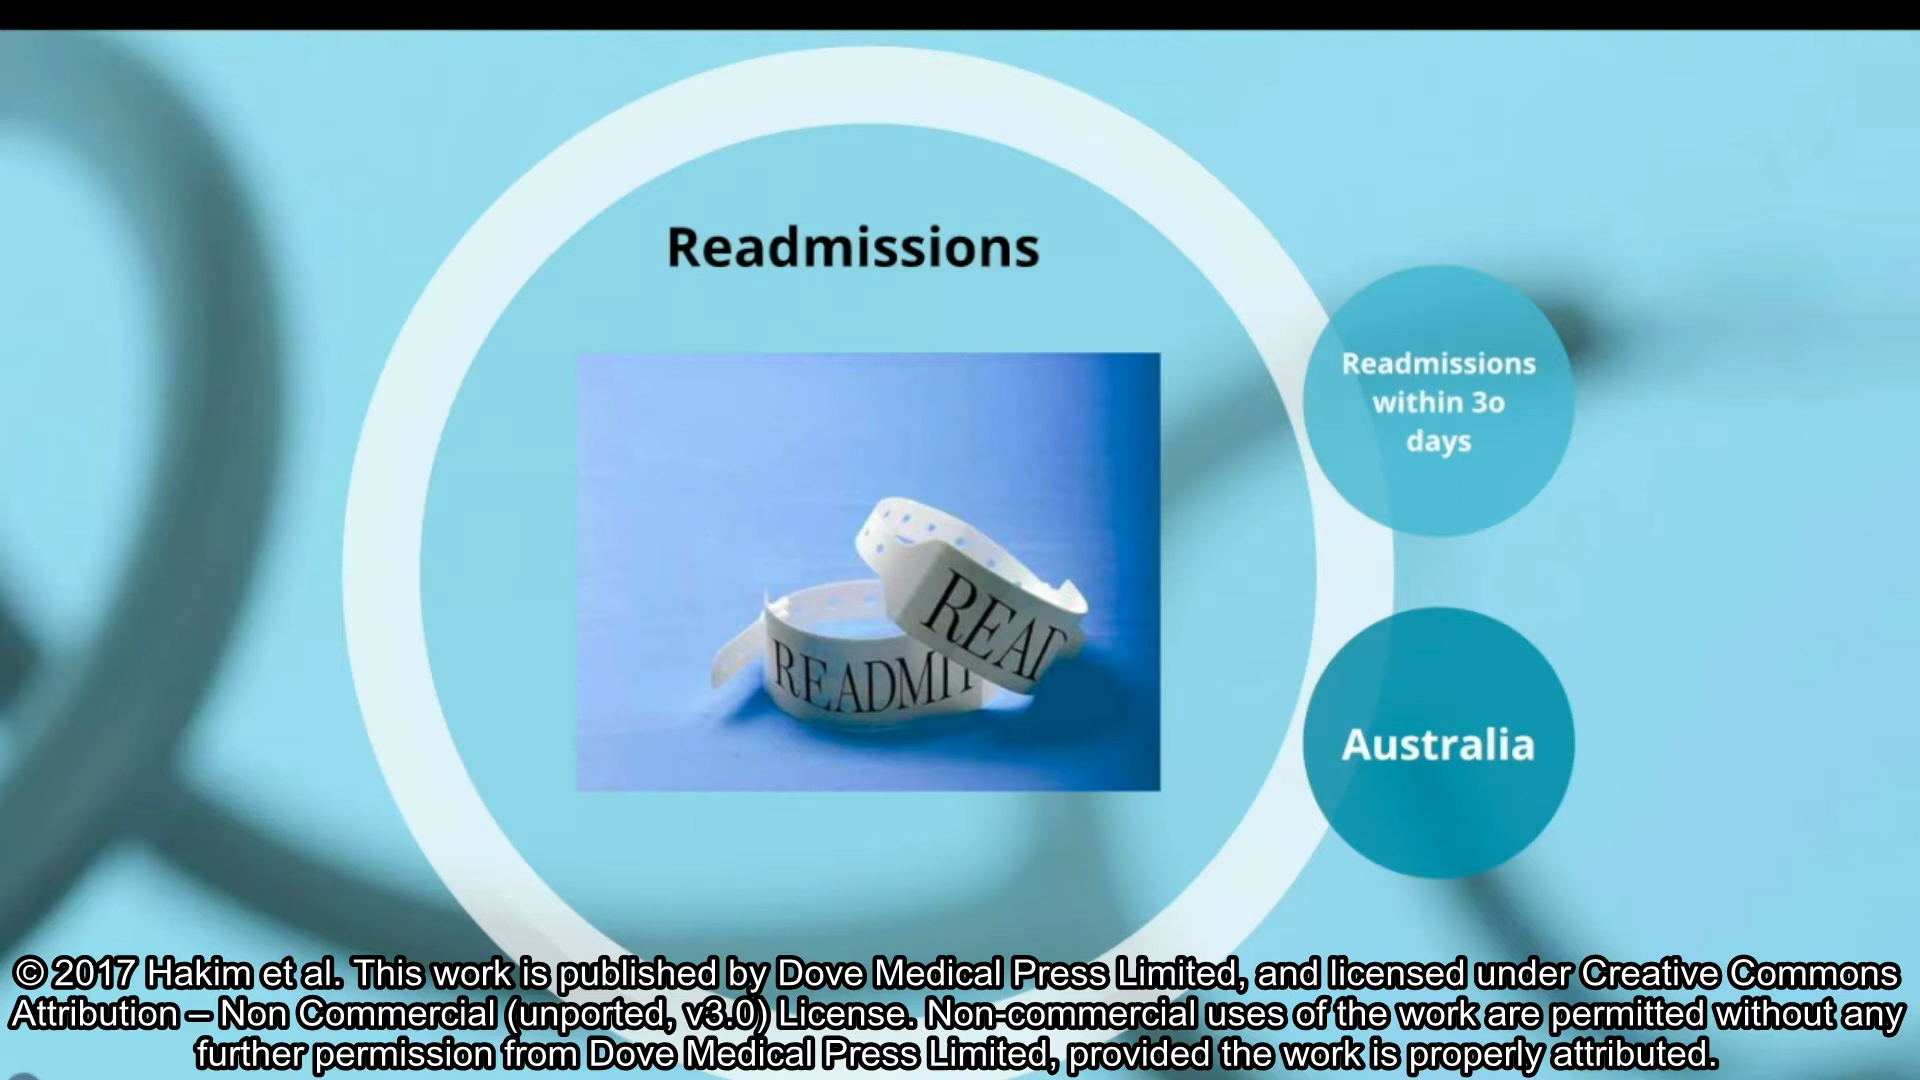 Readmissions
READMIT
READ
Readmissions
within 3o
days
Australia
© 2017 Hakim et al. This work is published by Dove Medical Press Limited, and licensed under Creative Commons
Attribution – Non Commercial (unported, v3.0) License. Non-commercial uses of the work are permitted without any
further permission from Dove Medical Press Limited, provided the work is properly attributed.